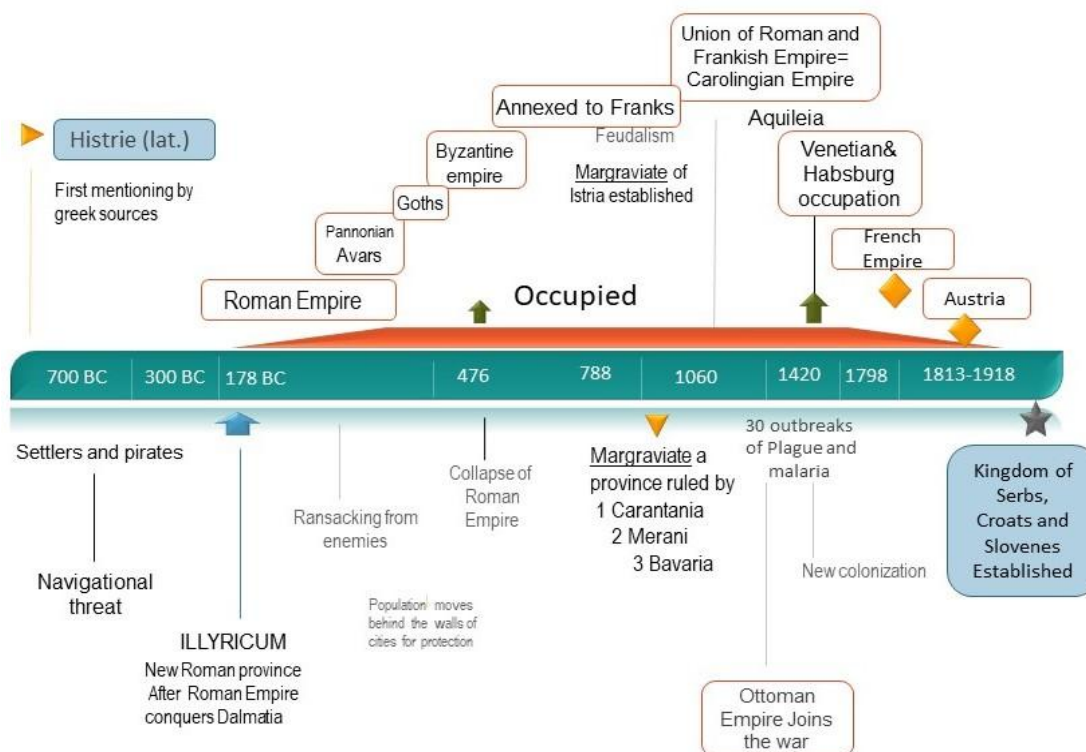 Union of Roman and
Frankish Empire=
Carolingian Empire
Annexed to Franks
Histrie (lat.)
Feudalism
Aquileia
Byzantine
empire
Venetian&
Habsburg
occupation
First mentioning by
greek sources
Margraviate of
Istria established
Goths
Pannonian
Avars
French
Empire
Roman Empire
Occupied
Austria
700 BC
300 BC
178 BC
476
788
1060
1420
1798
1813-1918
Settlers and pirates
Navigational
threat
ILLYRICUM
New Roman province
After Roman Empire
conquers Dalmatia
Ransacking from
enemies
Population moves
behind the walls of
cities for protection
Collapse of
Roman
Empire
Margraviate a
province ruled by
1 Carantania
2 Merani
3 Bavaria
30 outbreaks
of Plague and
malaria
New colonization
Ottoman
Empire Joins
the war
Kingdom of
Serbs,
Croats and
Slovenes
Established